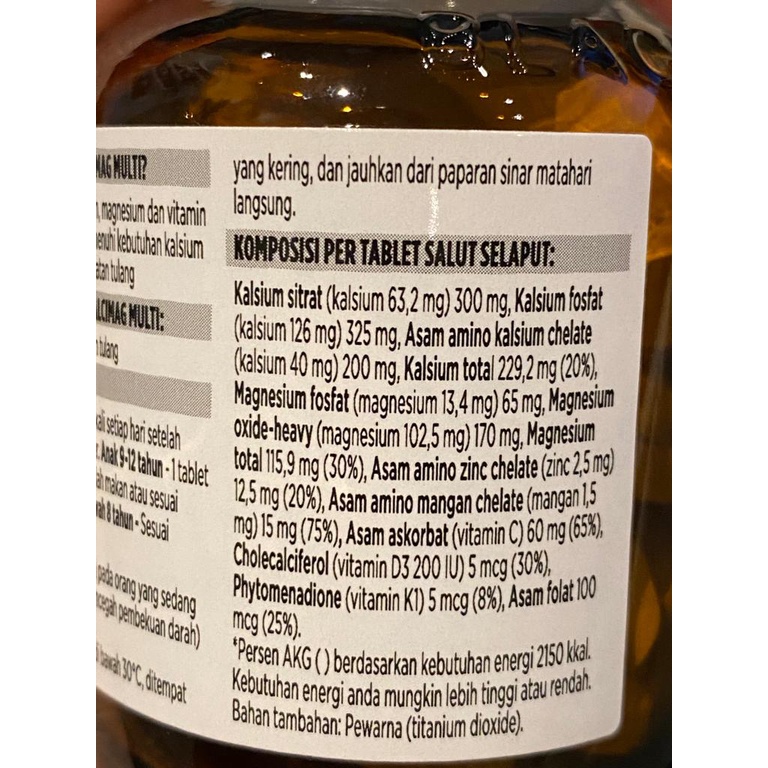 MAG MULTI?
magnesium dan vitamin
kebutuhan kalsium
tulang
MULTI:
tulang
setiap hari setelah
Anak 9-12 tahun - 1 tablet
makan atau sesuai
8 tahun - Sesuai
pada orang yang sedang
pembekuan darah)
bawah 30°C, ditempat
yang kering, dan jauhkan dari paparan sinar matahari
langsung.
KOMPOSISI PER TABLET SALUT SELAPUT:
Kalsium sitrat (kalsium 63,2 mg) 300 mg, Kalsium fosfat
(kalsium 126 mg) 325 mg, Asam amino kalsium chelate
(kalsium 40 mg) 200 mg, Kalsium total 229,2 mg (20%),
Magnesium fosfat (magnesium 13,4 mg) 65 mg, Magnesium
oxide-heavy (magnesium 102,5 mg) 170 mg, Magnesium
total 115,9 mg (30%), Asam amino zinc chelate (zinc 2,5 mg)
12,5 mg (20%), Asam amino mangan chelate (mangan 1,5
mg) 15 mg (75%), Asam askorbat (vitamin C) 60 mg (65%),
Cholecalciferol (vitamin D3 200 IU) 5 mcg (30%),
Phytomenadione (vitamin K1) 5 mcg (8%), Asam folat 100
mcg (25%).
*Persen AKG ( ) berdasarkan kebutuhan energi 2150 kkal.
Kebutuhan energi anda mungkin lebih tinggi atau rendah.
Bahan tambahan: Pewarna (titanium dioxide).